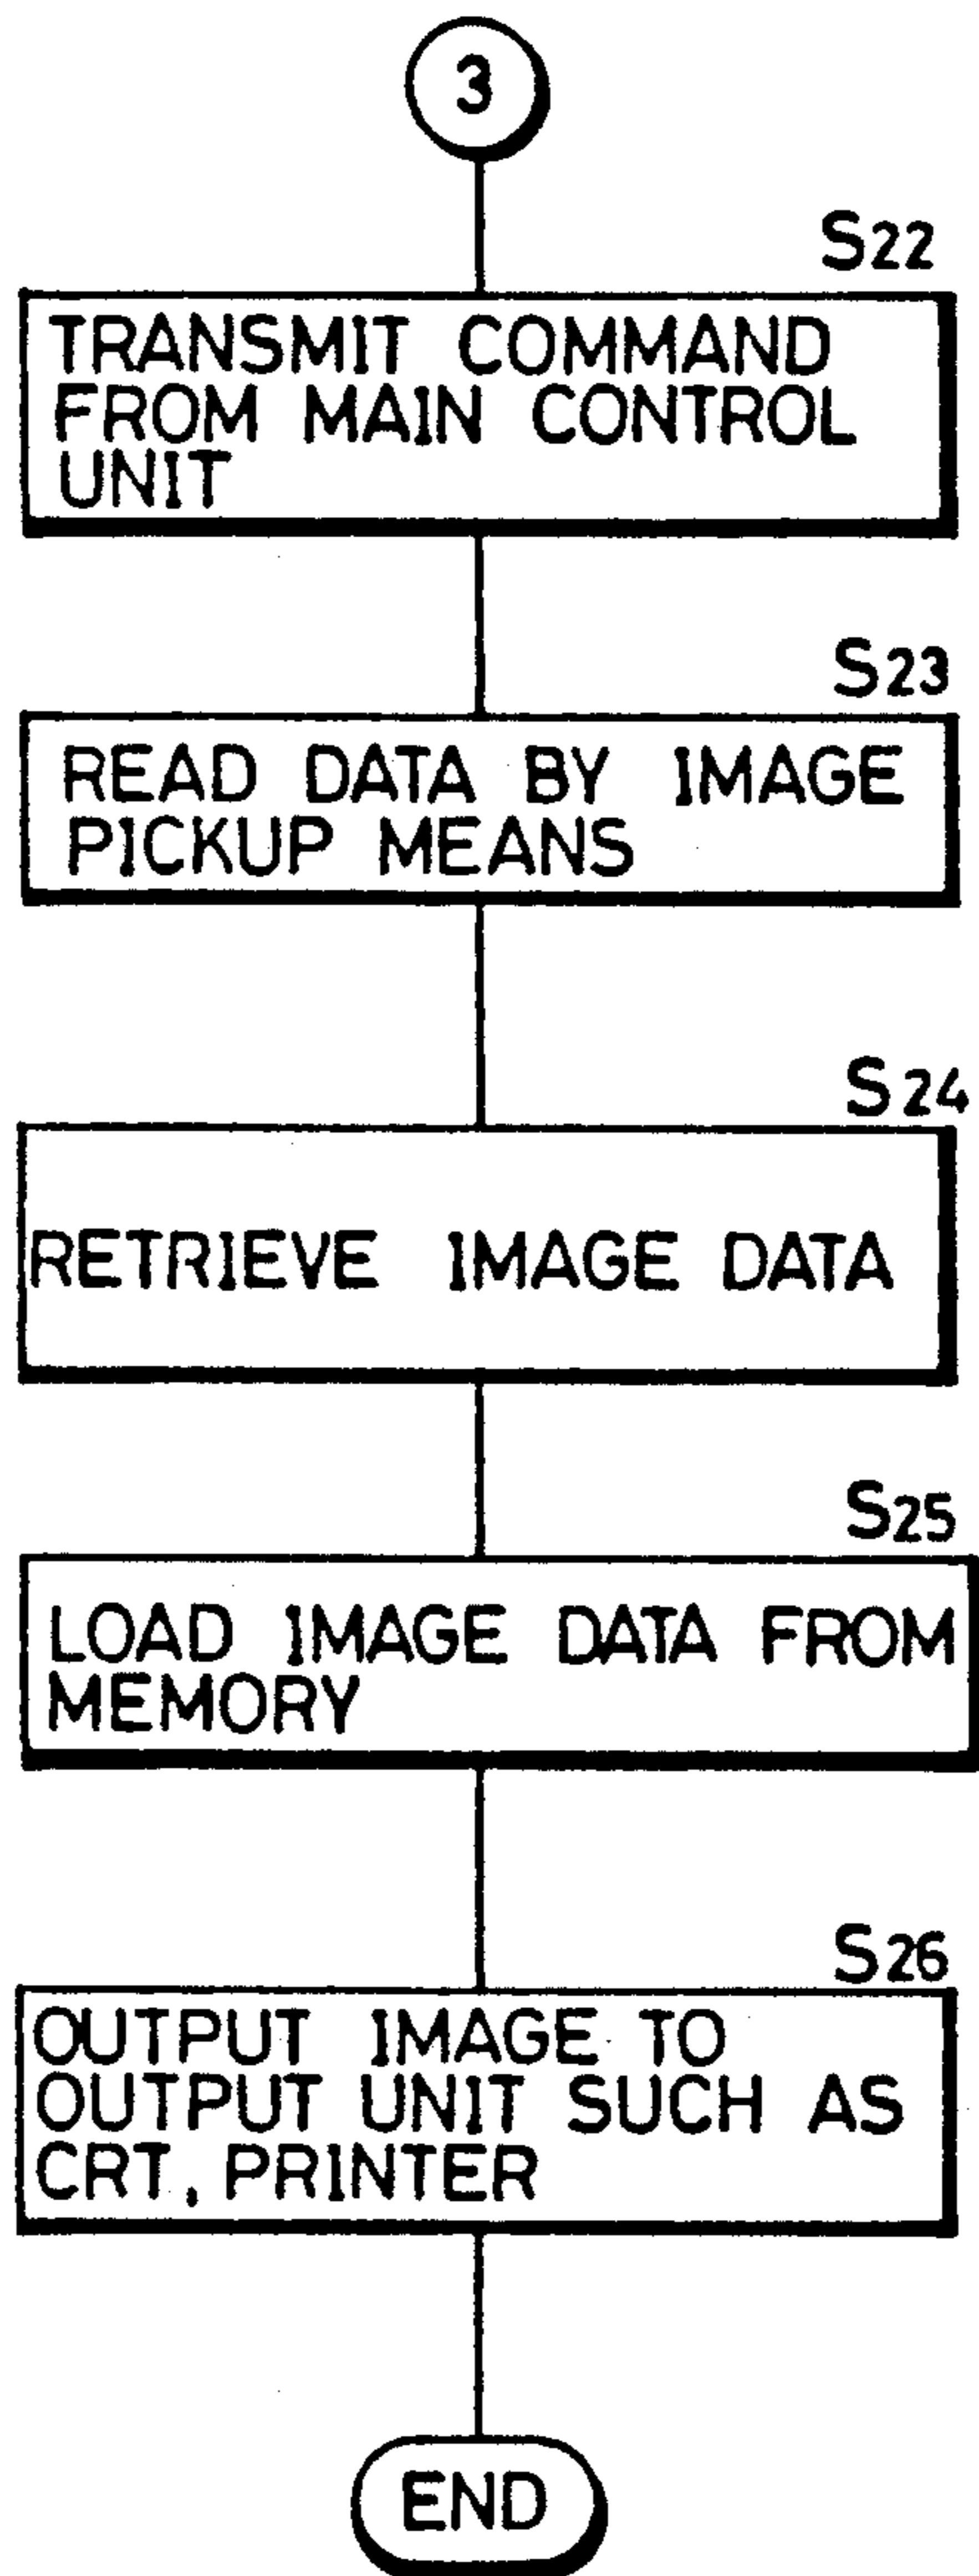 3
S22
TRANSMIT COMMAND
FROM MAIN CONTROL
UNIT
S23
READ DATA BY IMAGE
PICKUP MEANS
S24
RETRIEVE IMAGE DATA
S25
LOAD IMAGE DATA FROM
MEMORY
S26
OUTPUT IMAGE TO
OUTPUT UNIT SUCH AS
CRT, PRINTER
END